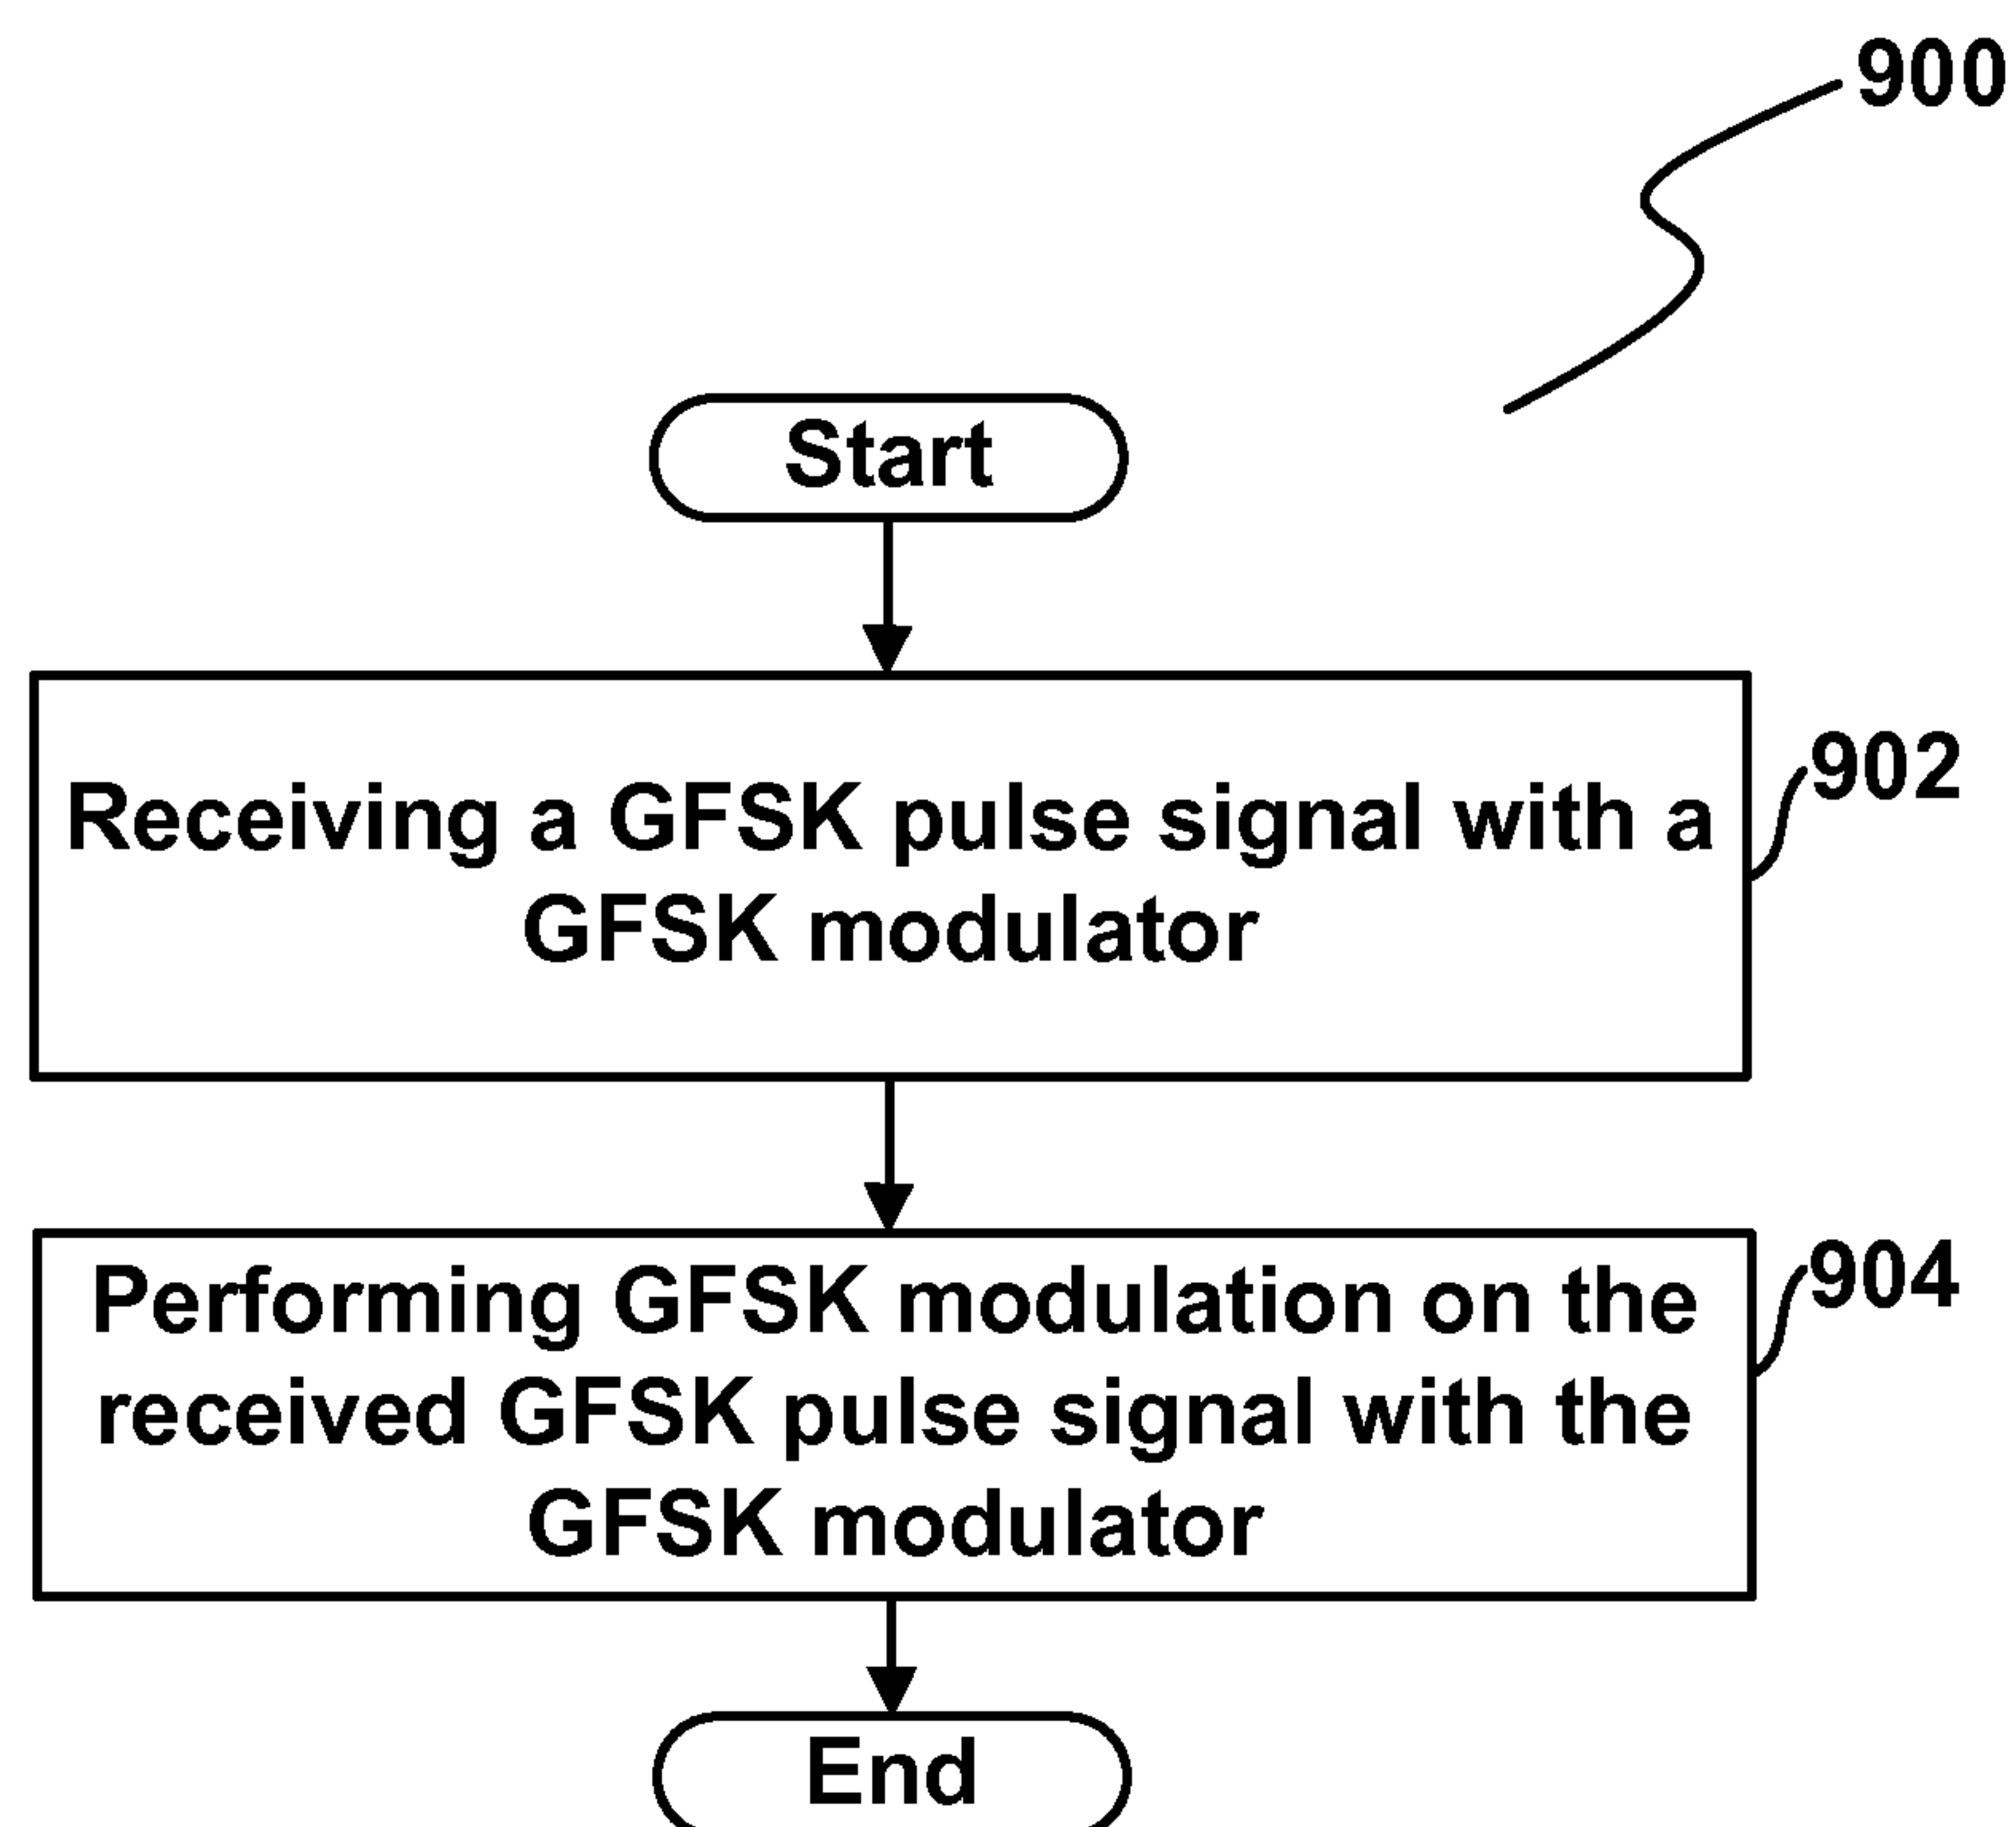 900
Start
Receiving a GFSK pulse signal with a
GFSK modulator
902
Performing GFSK modulation on the
received GFSK pulse signal with the
GFSK modulator
904
End